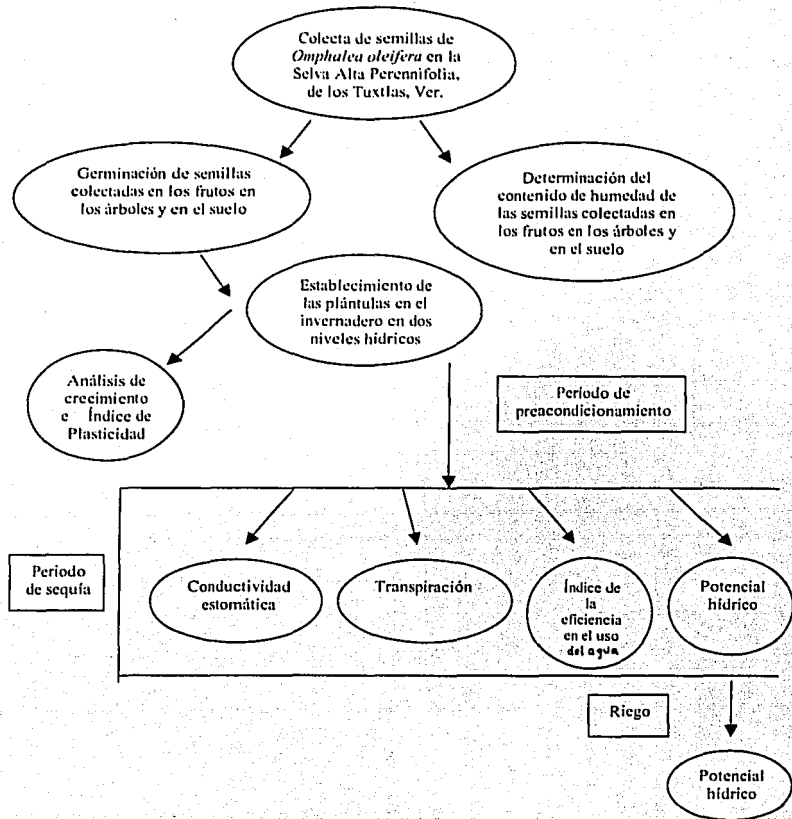 Colecta de semillas de
Omphalea oleifera en la
Selva Alta Perennifolia,
de los Tuxtlas, Ver.
Germinación de semillas
colectadas en los frutos en
los árboles y en el suelo
Determinación del
contenido de humedad de
las semillas colectadas en
los frutos en los árboles y
en el suelo
Establecimiento de
las plántulas en el
invernadero en dos
niveles hídricos
Análisis de
crecimiento
e Índice de
Plasticidad
Período de
preacondicionamiento
Período
de sequía
Conductividad
estomática
Transpiración
Índice de
la
eficiencia
en el uso
del agua
Potencial
hídrico
Riego
Potencial
hídrico